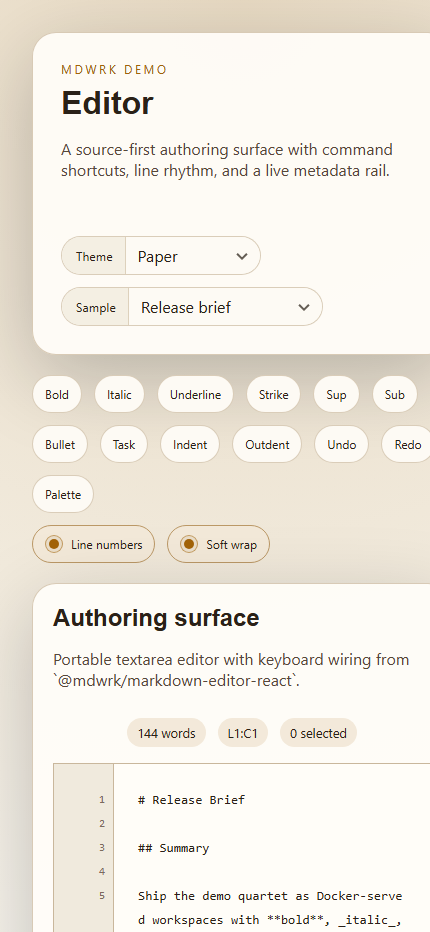 MDWRK DEMO
Editor
A source-first authoring surface with command
shortcuts, line rhythm, and a live metadata rail.
Theme Paper
Sample Release brief
Bold Italic Underline Strike Sup Sub
Bullet Task Indent Outdent Undo Redo
Palette
Line numbers Soft wrap
Authoring surface
Portable textarea editor with keyboard wiring from
`@mdwrk/markdown-editor-react`.
144 words L1:C1 0 selected
1 # Release Brief
2
3 ## Summary
4
5 Ship the demo quartet as Docker-serve
d workspaces with **bold**, _italic_,